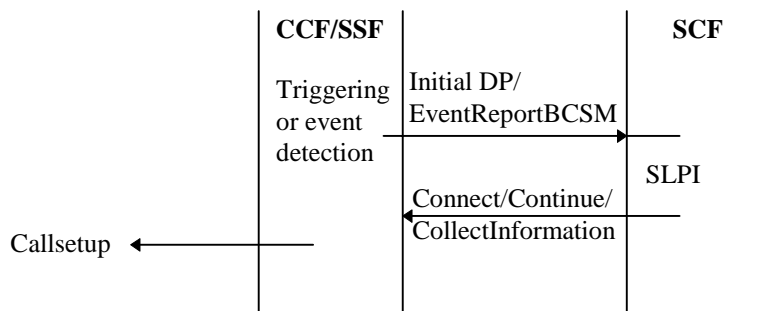 CCF/SSF
SCF
Triggering
or event
detection
Initial DP/
EventReportBCSM
SLPI
Connect/Continue/
CollectInformation
Callsetup